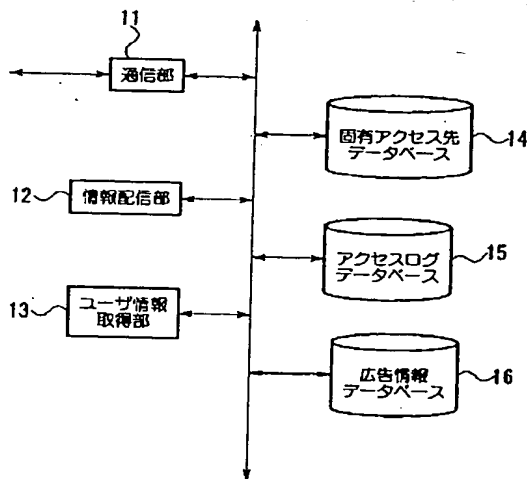 11
通信部
固有アクセス先
データベース
14
12
情報配信部
アクセスログ
データベース
15
13
ユーザ情報
取得部
広告情報
データベース
16